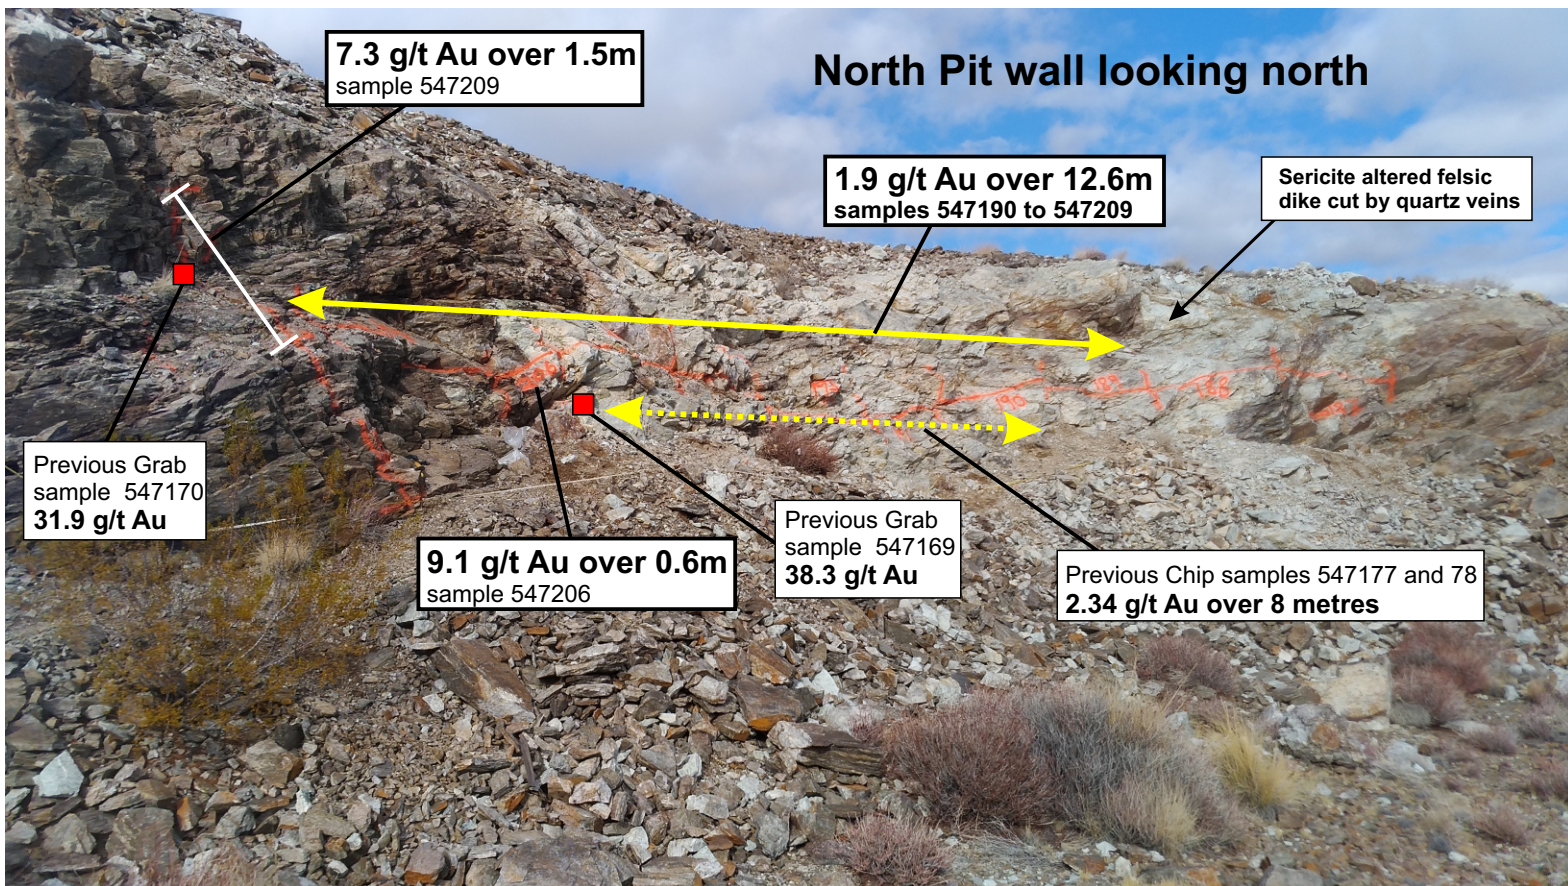 North Pit wall looking north
7.3 g/t Au over 1.5m
sample 547209
1.9 g/t Au over 12.6m
samples 547190 to 547209
Sericite altered felsic
dike cut by quartz veins
Previous Grab
sample 547170
31.9 g/t Au
9.1 g/t Au over 0.6m
sample 547206
Previous Grab
sample 547169
38.3 g/t Au
Previous Chip samples 547177 and 78
2.34 g/t Au over 8 metres